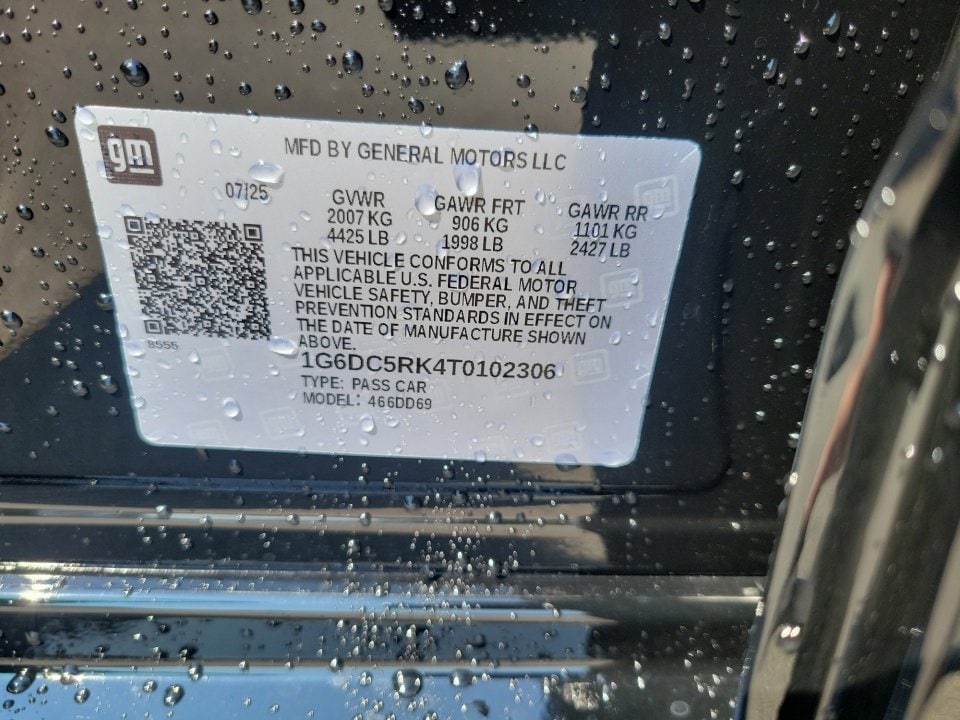 gm
MFD BY GENERAL MOTORS LLC
07/25
GVWR
2007 KG
4425 LB
GAWR FRT
906 KG
1998 LB
GAWR RR
1101 KG
2427 LB
THIS VEHICLE CONFORMS TO ALL
APPLICABLE U.S. FEDERAL MOTOR
VEHICLE SAFETY, BUMPER, AND THEFT
PREVENTION STANDARDS IN EFFECT ON
THE DATE OF MANUFACTURE SHOWN
ABOVE.
8555
1G6DC5RK4T0102306
TYPE: PASS CAR
MODEL: 466DD69